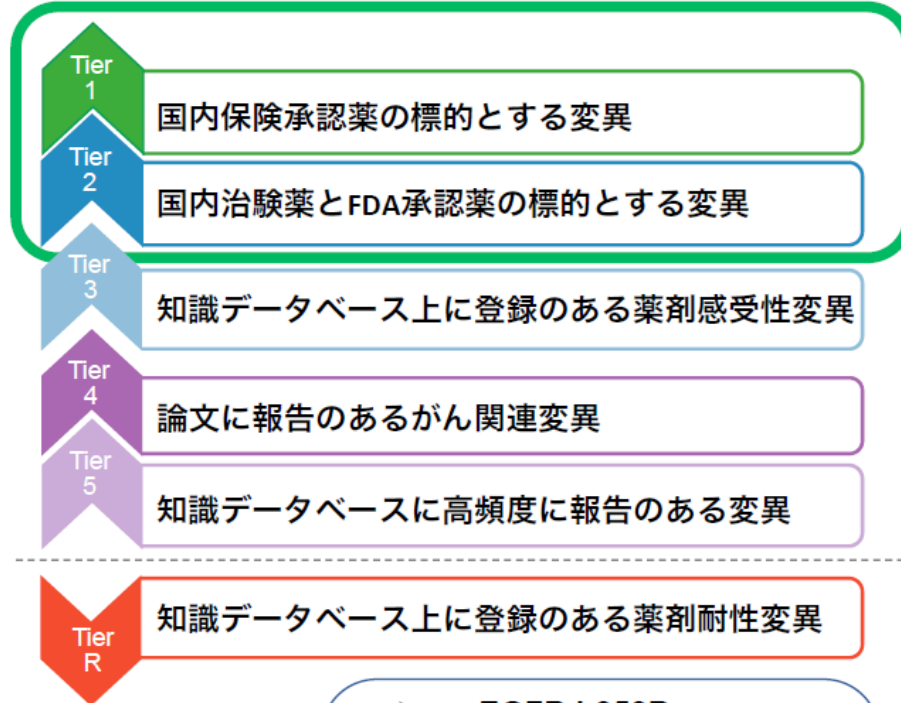 Tier
1
国内保険承認薬の標的とする変異
Tier
2
国内治験薬とFDA承認薬の標的とする変異
Tier
3
知識データベース上に登録のある薬剤感受性変異
Tier
4
論文に報告のあるがん関連変異
Tier
5
知識データベースに高頻度に報告のある変異
Tier
R
知識データベース上に登録のある薬剤耐性変異